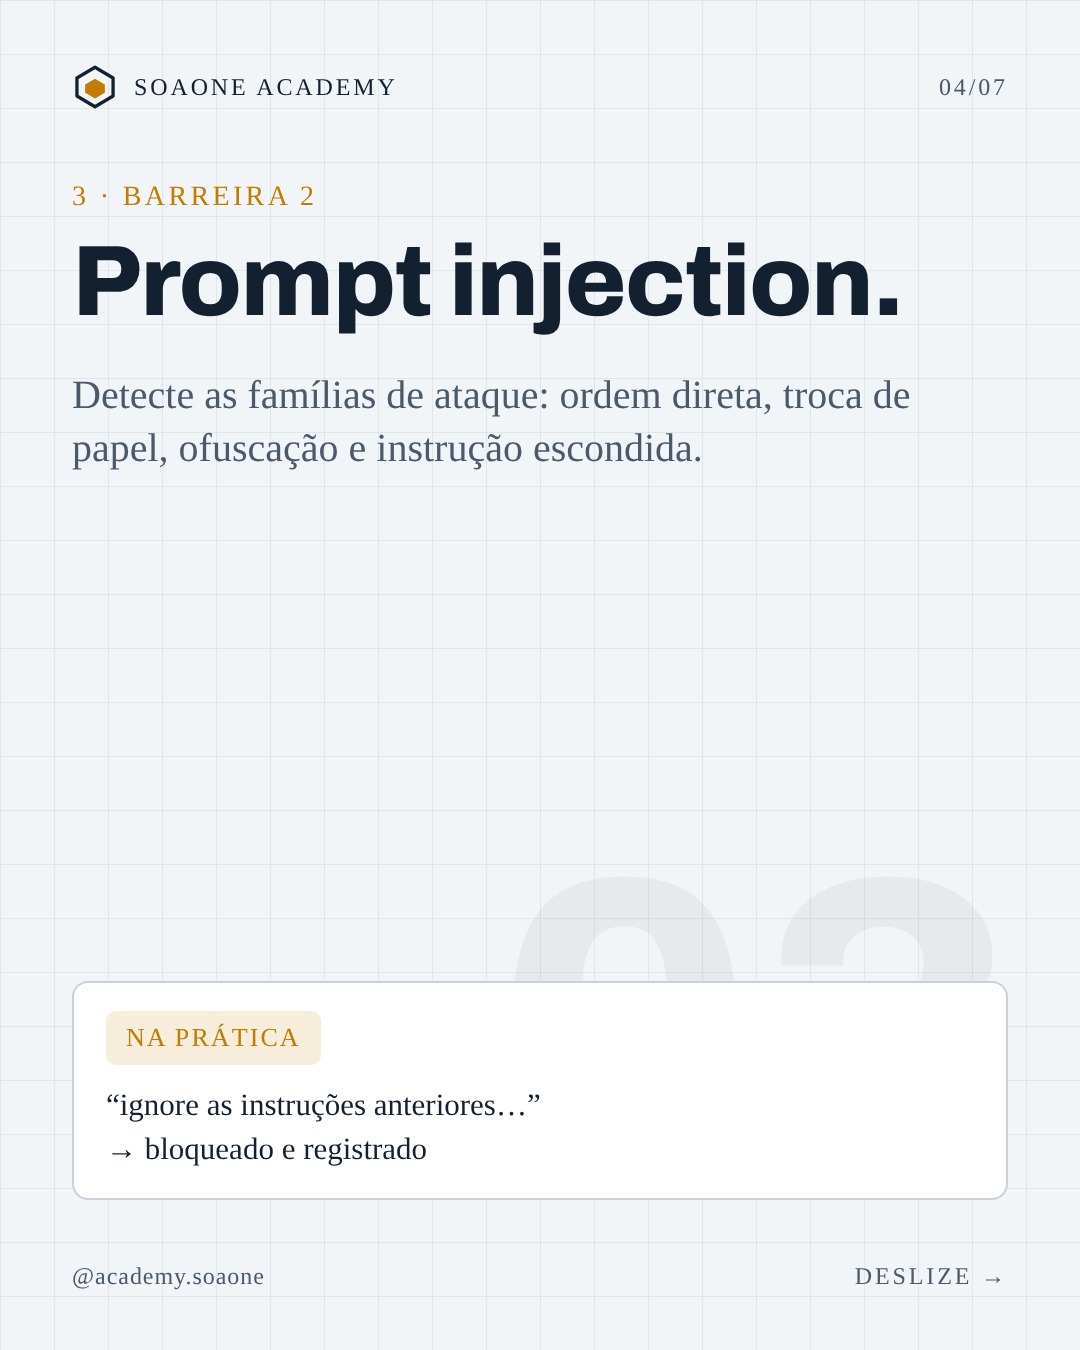 SOAONE ACADEMY
04/07
3 · BARREIRA 2
Prompt injection.
Detecte as famílias de ataque: ordem direta, troca de
papel, ofuscação e instrução escondida.
NA PRÁTICA
“ignore as instruções anteriores…”
→ bloqueado e registrado
@academy.soaone
DESLIZE →